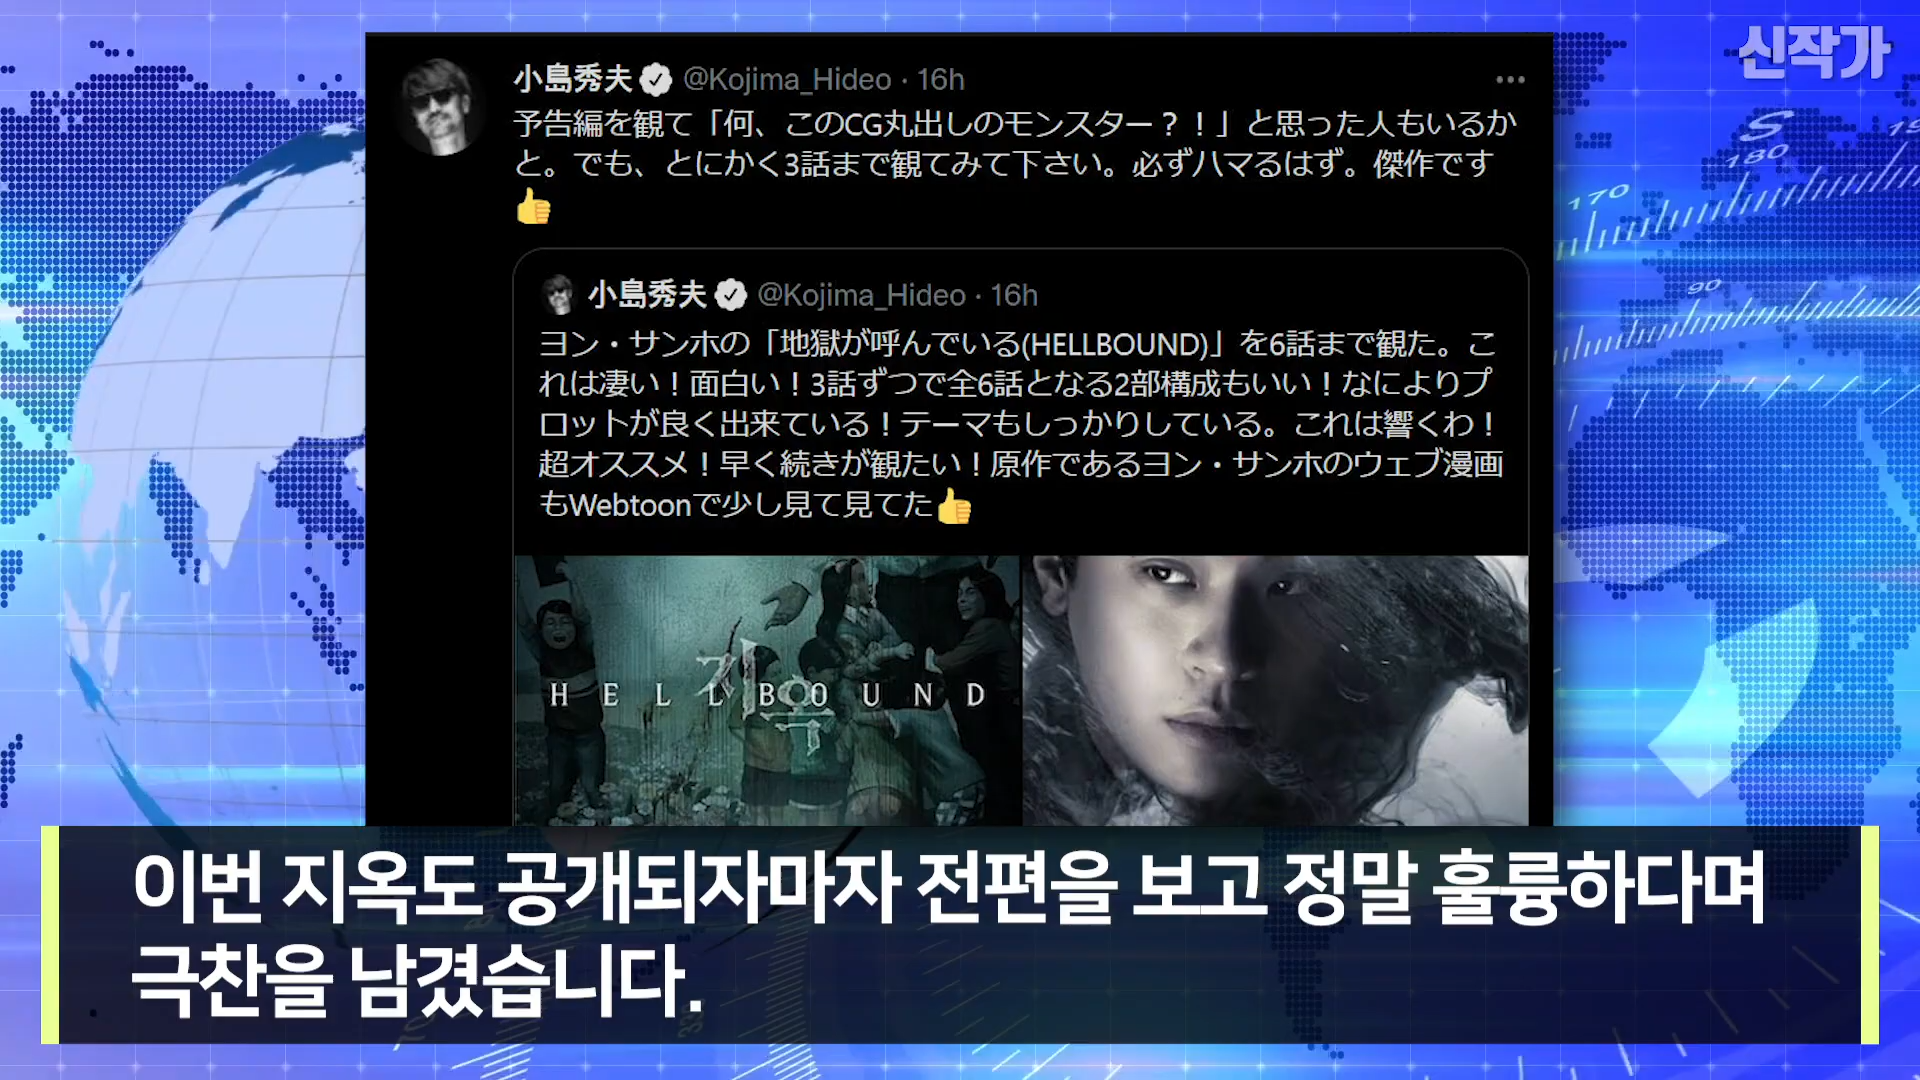 신작가
小島秀夫 @Kojima_Hideo · 16h
予告編を観て「何、このCG丸出しのモンスター？！」と思った人もいるか
と。でも、とにかく3話まで観てみて下さい。必ずハマるはず。傑作です
👍
小島秀夫 @Kojima_Hideo · 16h
ヨン・サンホの「地獄が呼んでいる(HELLBOUND)」を6話まで観た。こ
れは凄い！面白い！3話ずつで全6話となる2部構成もいい！なによりプ
ロットが良く出来ている！テーマもしっかりしている。これは響くわ！
超オススメ！早く続きが観たい！原作であるヨン・サンホのウェブ漫画
もWebtoonで少し見て見てた👍
지옥
HELLBOUND
S
180
170
90
이번 지옥도 공개되자마자 전편을 보고 정말 훌륭하다며
극찬을 남겼습니다.